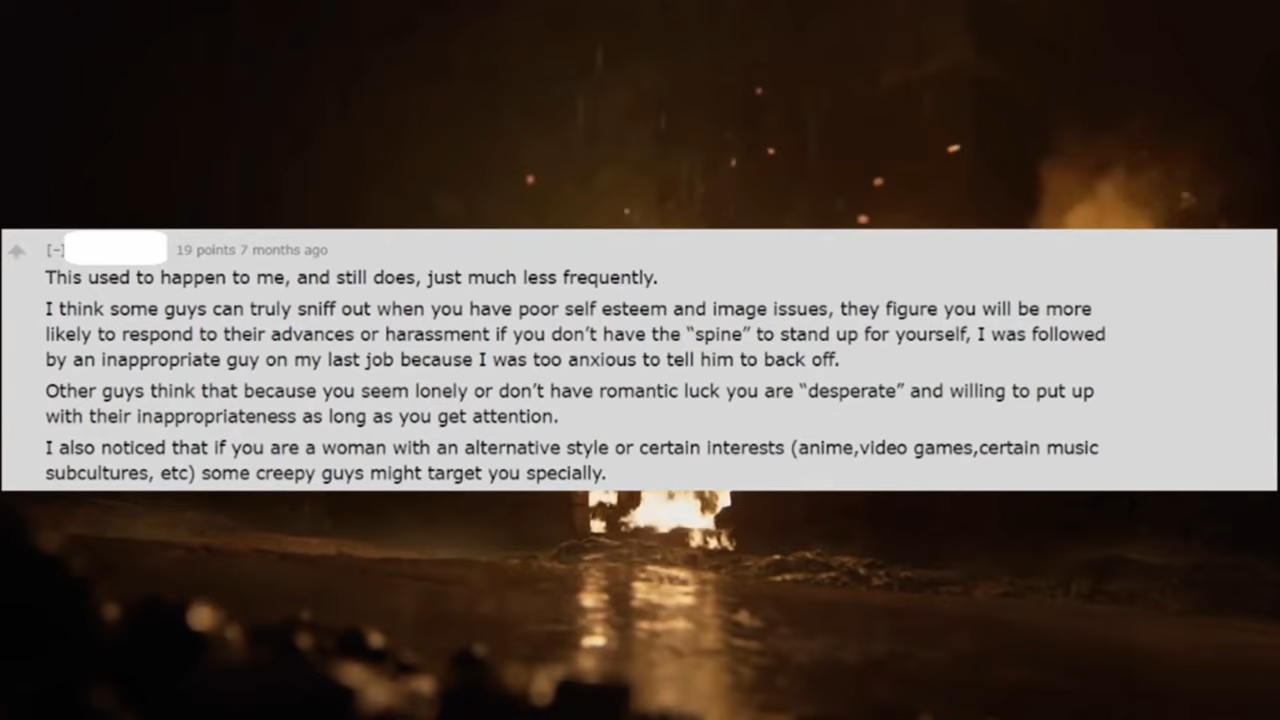 [-] 19 points 7 months ago
This used to happen to me, and still does, just much less frequently.
I think some guys can truly sniff out when you have poor self esteem and image issues, they figure you will be more
likely to respond to their advances or harassment if you don’t have the “spine” to stand up for yourself, I was followed
by an inappropriate guy on my last job because I was too anxious to tell him to back off.
Other guys think that because you seem lonely or don’t have romantic luck you are “desperate” and willing to put up
with their inappropriateness as long as you get attention.
I also noticed that if you are a woman with an alternative style or certain interests (anime,video games,certain music
subcultures, etc) some creepy guys might target you specially.